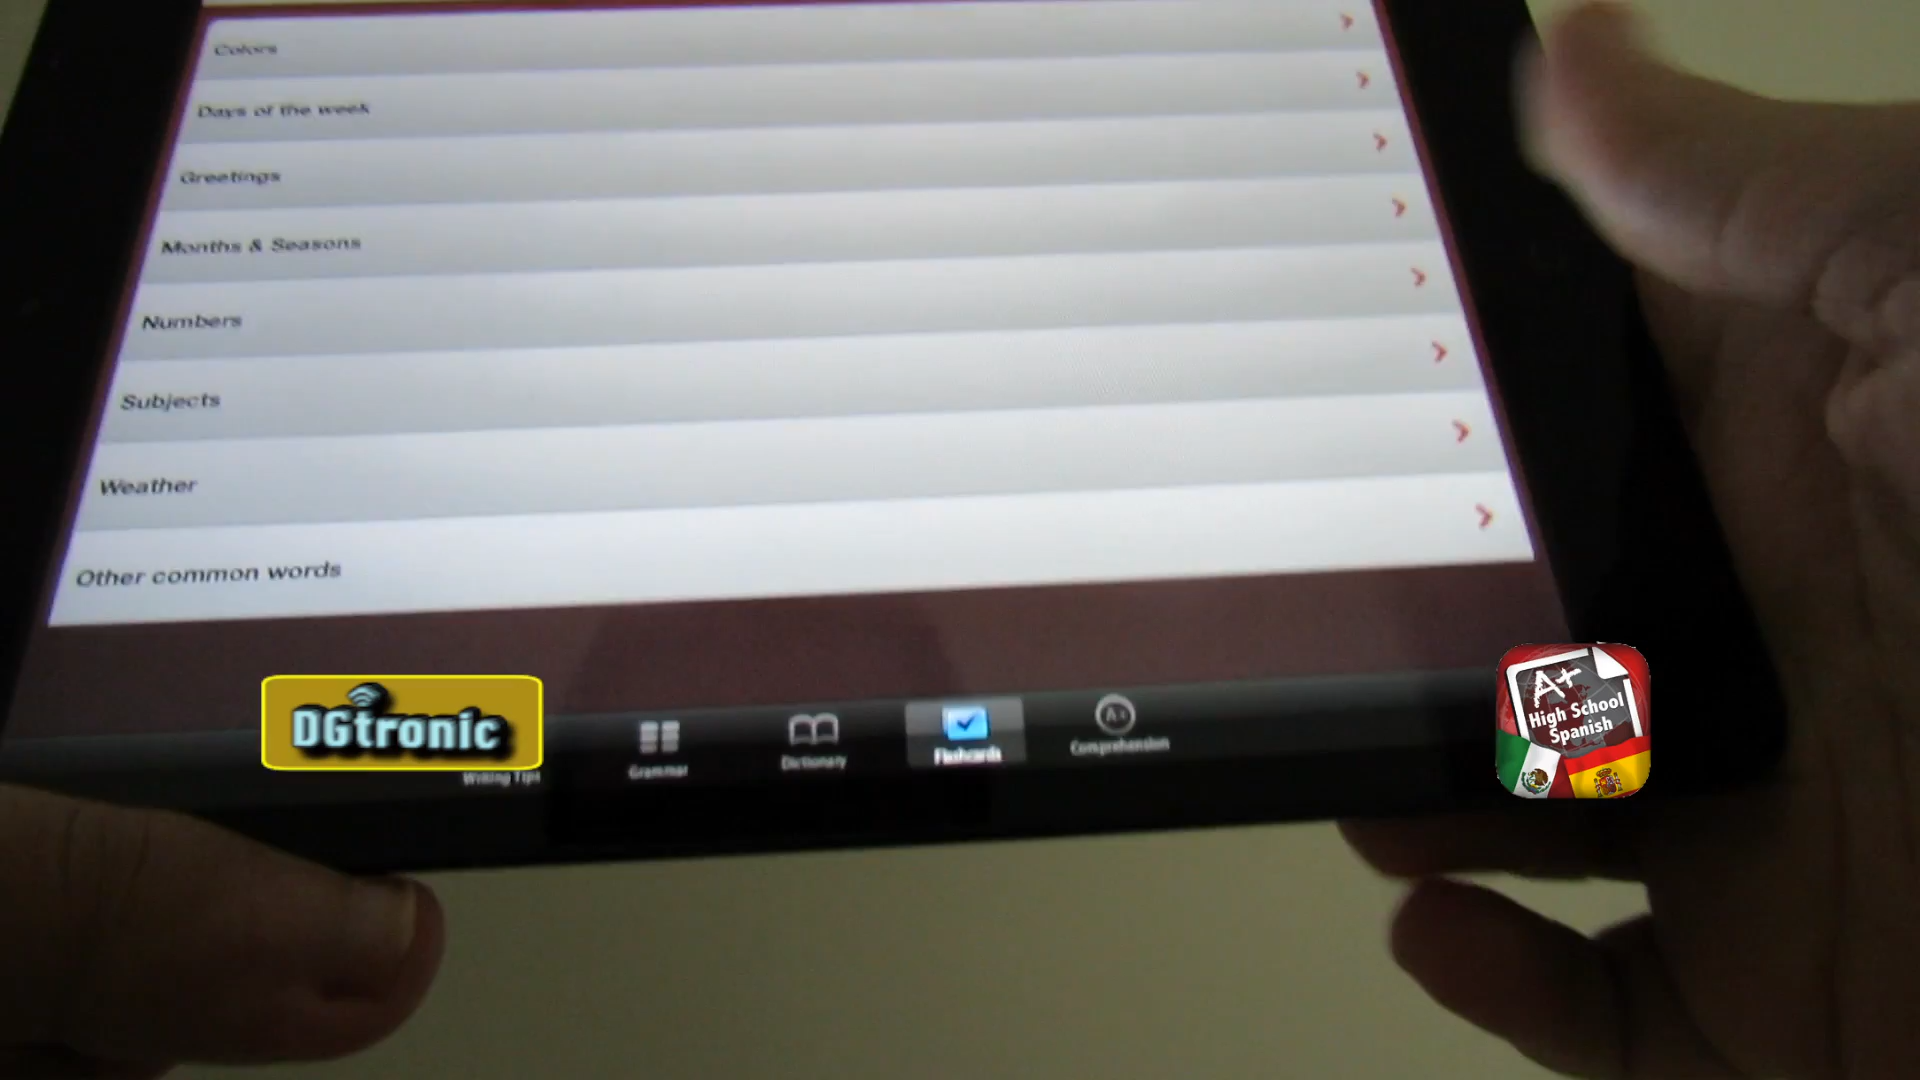 Colors
Days of the week
Greetings
Months & Seasons
Numbers
Subjects
Weather
Other common words
DGtronic
Writing Tips
Grammar
Dictionary
Flashcards
A+
Comprehension
A+
High School
Spanish